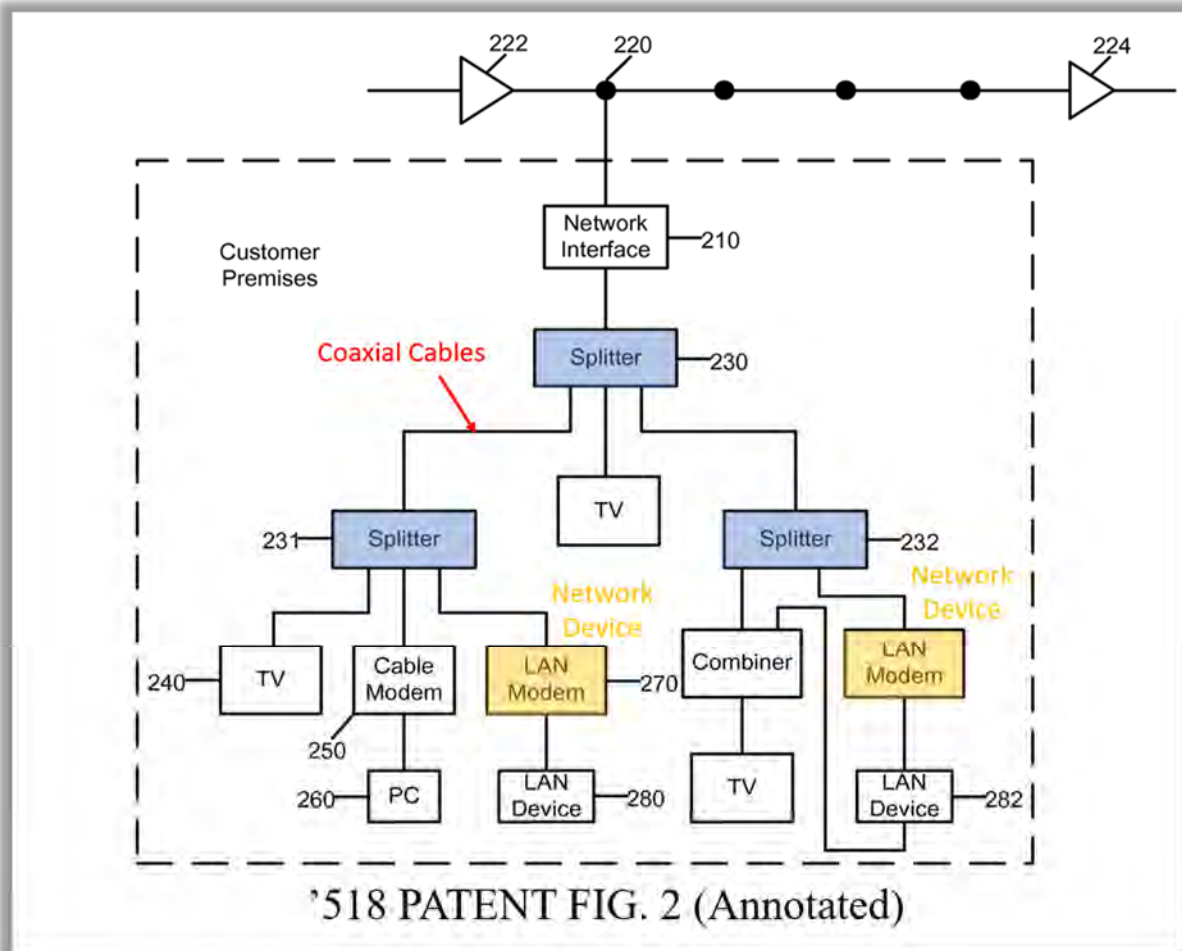 222
220
224
Customer
Premises
Network
Interface
210
Coaxial Cables
Splitter
230
TV
231
Splitter
Splitter
232
Network
Device
Network
Device
240
TV
Cable
Modem
250
LAN
Modem
270
Combiner
LAN
Modem
260
PC
LAN
Device
280
TV
LAN
Device
282
’518 PATENT FIG. 2 (Annotated)